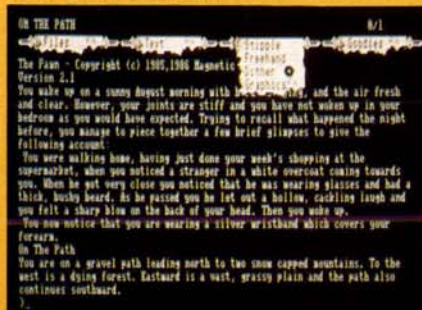 On The Path 0/1
Files Text Stipple Goodies
Freehand
Dither
Graphics
The Pawn - Copyright (c) 1985,1986 Magnetic
Version 2.1
You wake up on a sunny August morning with and the air fresh
and clear. However, your joints are stiff and you have not woken up in your
bedroom as you would have expected. Trying to recall what happened the night
before, you manage to piece together a few brief glimpses to give the
following account:
You were walking home, having just done your week's shopping at the
supermarket, when you noticed a stranger in a white overcoat coming towards
you. When he got very close you noticed that he was wearing glasses and had a
thick, bushy beard. As he passed you he let out a hollow, cackling laugh and
you felt a sharp blow on the back of your head. Then you woke up.
You now notice that you are wearing a silver wristband which covers your
forearm.
On The Path
You are on a gravel path leading north to two snow capped mountains. To the
west is a dying forest. Eastward is a vast, grassy plain and the path also
continues southward.
>